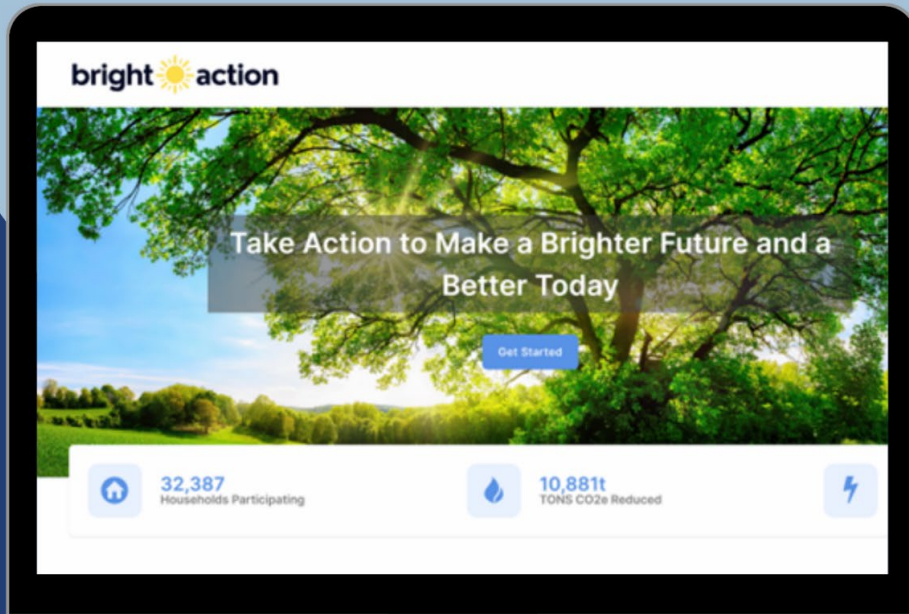 bright action
Take Action to Make a Brighter Future and a
Better Today
Get Started
32,387
Households Participating
10,881t
TONS CO2e Reduced